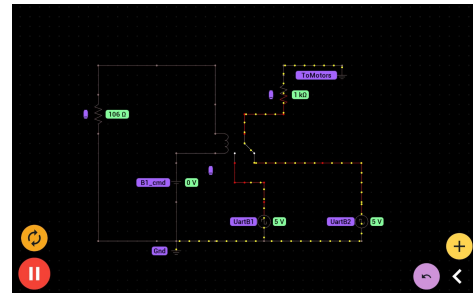 ToMotors
1 kΩ
106 Ω
B1_cmd
0 V
UartB1
5 V
UartB2
5 V
Gnd